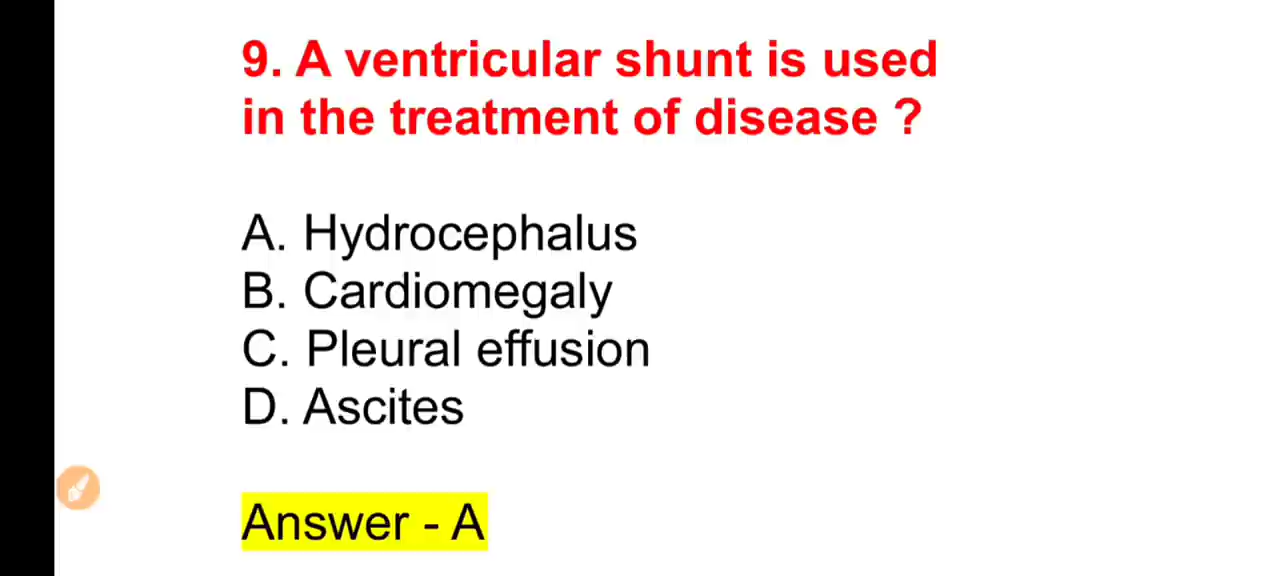 9. A ventricular shunt is used
in the treatment of disease ?
A. Hydrocephalus
B. Cardiomegaly
C. Pleural effusion
D. Ascites
Answer - A